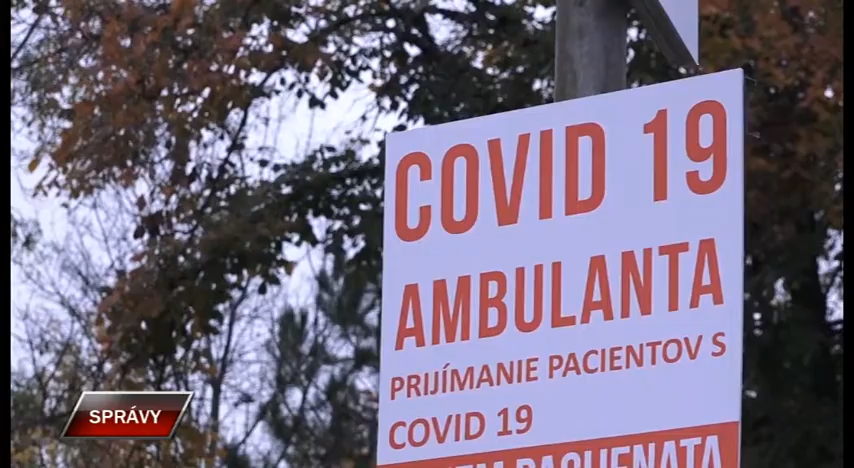 COVID 19
AMBULANTA
PRIJÍMANIE PACIENTOV S
COVID 19
SPRÁVY